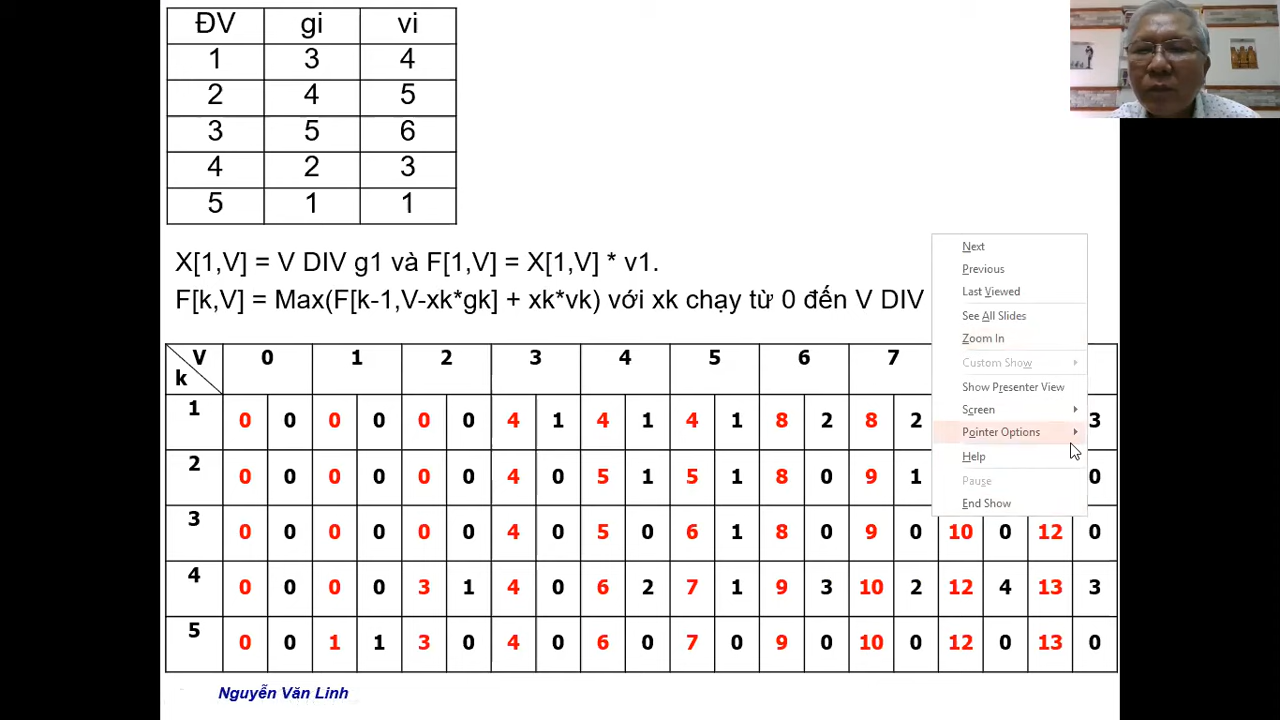 ĐV gi vi
1 3 4
2 4 5
3 5 6
4 2 3
5 1 1
X[1,V] = V DIV g1 và F[1,V] = X[1,V] * v1.
F[k,V] = Max(F[k-1,V-xk*gk] + xk*vk) với xk chạy từ 0 đến V DIV
Next
Previous
Last Viewed
See All Slides
Zoom In
Custom Show
Show Presenter View
Screen
Pointer Options
Help
Pause
End Show
V
k
0 1 2 3 4 5 6 7
1 0 0 0 0 0 0 4 1 4 1 4 1 8 2 8 2 3
2 0 0 0 0 0 0 4 0 5 1 5 1 8 0 9 1 0
3 0 0 0 0 0 0 4 0 5 0 6 1 8 0 9 0 10 0 12 0
4 0 0 0 0 3 1 4 0 6 2 7 1 9 3 10 2 12 4 13 3
5 0 0 1 1 3 0 4 0 6 0 7 0 9 0 10 0 12 0 13 0
Nguyễn Văn Linh